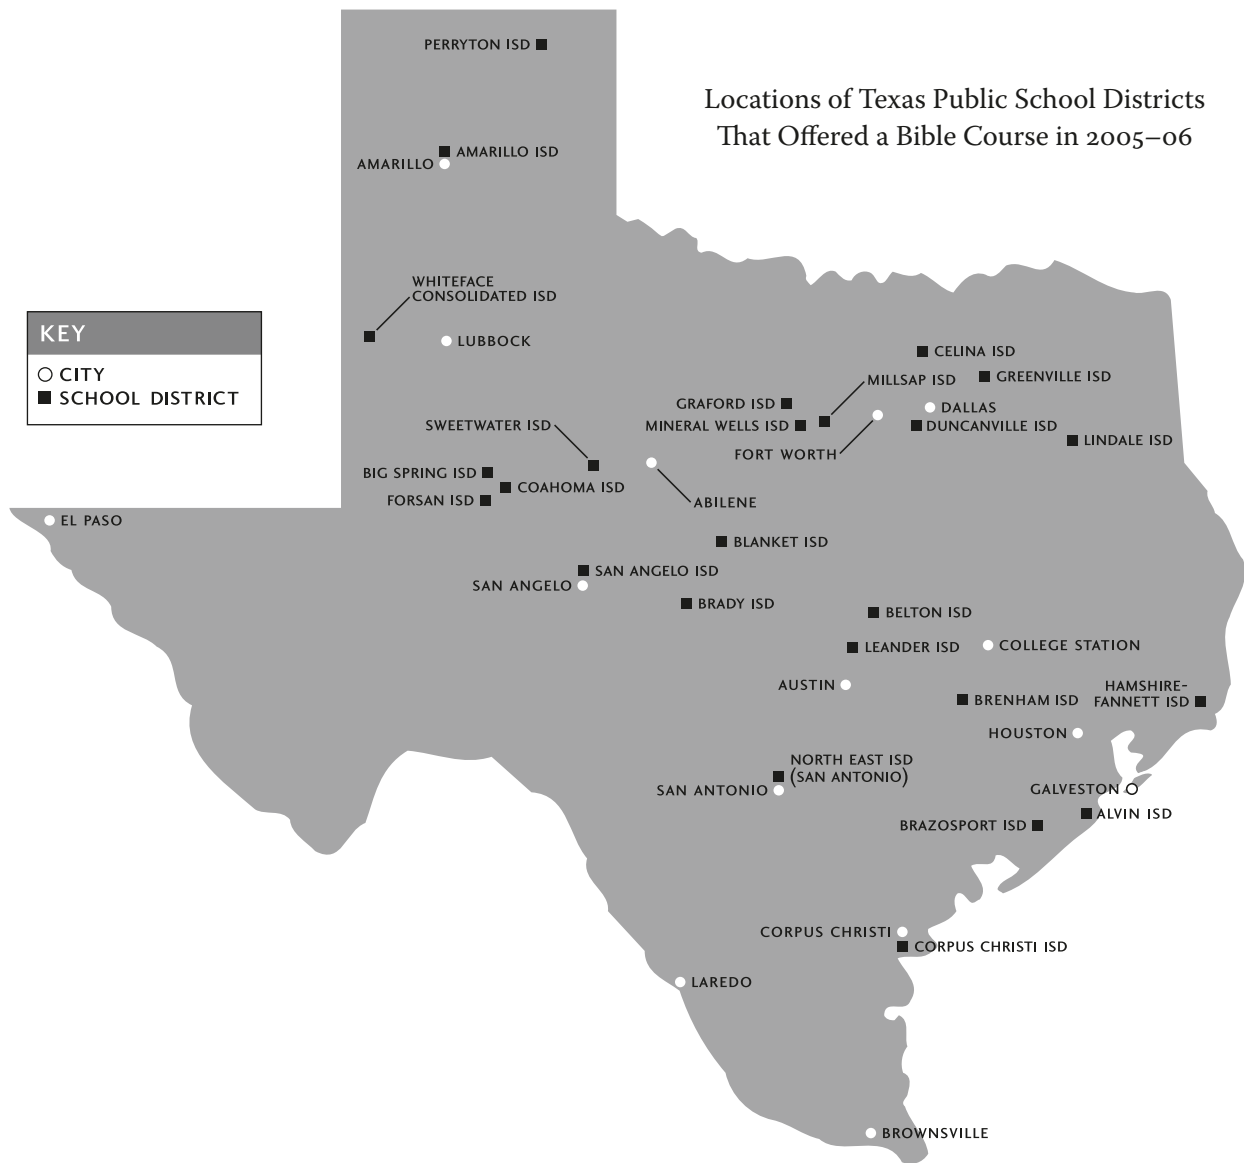 PERRYTON ISD
Locations of Texas Public School Districts
That Offered a Bible Course in 2005–06
AMARILLO ISD
AMARILLO
WHITEFACE
CONSOLIDATED ISD
KEY
CITY
SCHOOL DISTRICT
LUBBOCK
CELINA ISD
MILLSAP ISD
GREENVILLE ISD
GRAFORD ISD
DALLAS
MINERAL WELLS ISD
DUNCANVILLE ISD
SWEETWATER ISD
LINDALE ISD
FORT WORTH
BIG SPRING ISD
COAHOMA ISD
FORSAN ISD
ABILENE
EL PASO
BLANKET ISD
SAN ANGELO ISD
SAN ANGELO
BRADY ISD
BELTON ISD
LEANDER ISD
COLLEGE STATION
AUSTIN
HAMSHIRE-
FANNETT ISD
BRENHAM ISD
HOUSTON
NORTH EAST ISD
(SAN ANTONIO)
SAN ANTONIO
GALVESTON
ALVIN ISD
BRAZOSPORT ISD
CORPUS CHRISTI
CORPUS CHRISTI ISD
LAREDO
BROWNSVILLE